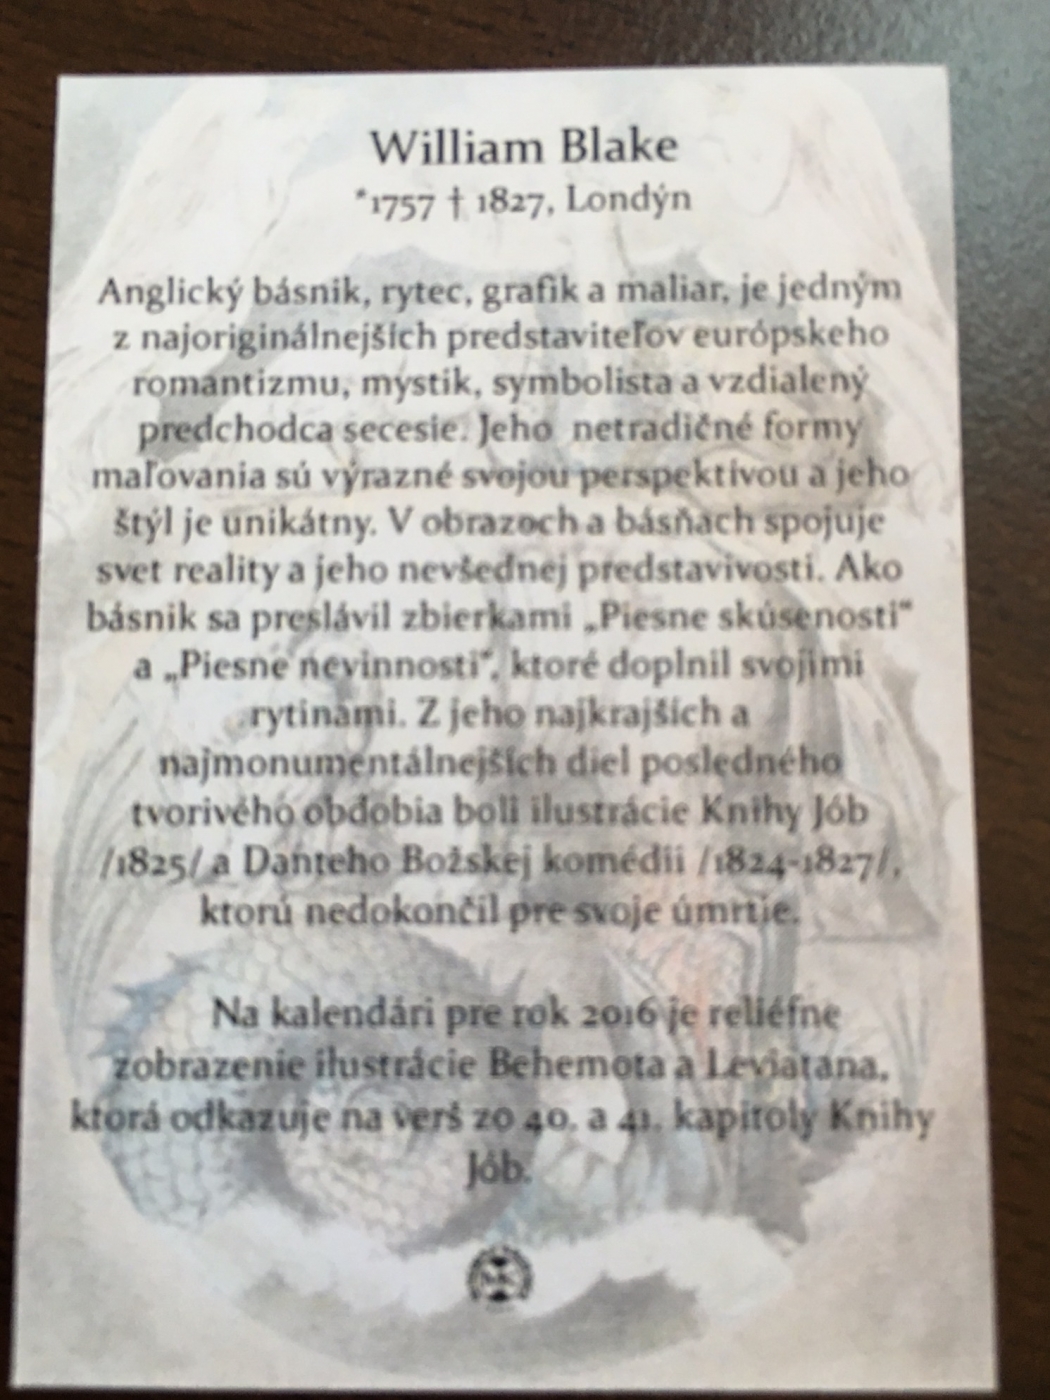 William Blake
*1757 † 1827, Londýn
Anglický básnik, rytec, grafik a maliar, je jedným
z najoriginálnejších predstaviteľov európskeho
romantizmu, mystik, symbolista a vzdialený
predchodca secesie. Jeho netradičné formy
maľovania sú výrazné svojou perspektívou a jeho
štýl je unikátny. V obrazoch a básňach spojuje
svet reality a jeho nevšednej predstavivosti. Ako
básnik sa preslávil zbierkami „Piesne skúsenosti“
a „Piesne nevinnosti“, ktoré doplnil svojimi
rytinami. Z jeho najkrajších a
najmonumentálnejších diel posledného
tvorivého obdobia boli ilustrácie Knihy Jób
/1825/ a Danteho Božskej komédii /1824-1827/,
ktorú nedokončil pre svoje úmrtie.
Na kalendári pre rok 2016 je reliéfne
zobrazenie ilustrácie Behemota a Leviatana,
ktorá odkazuje na verš zo 40. a 41. kapitoly Knihy
Jób.